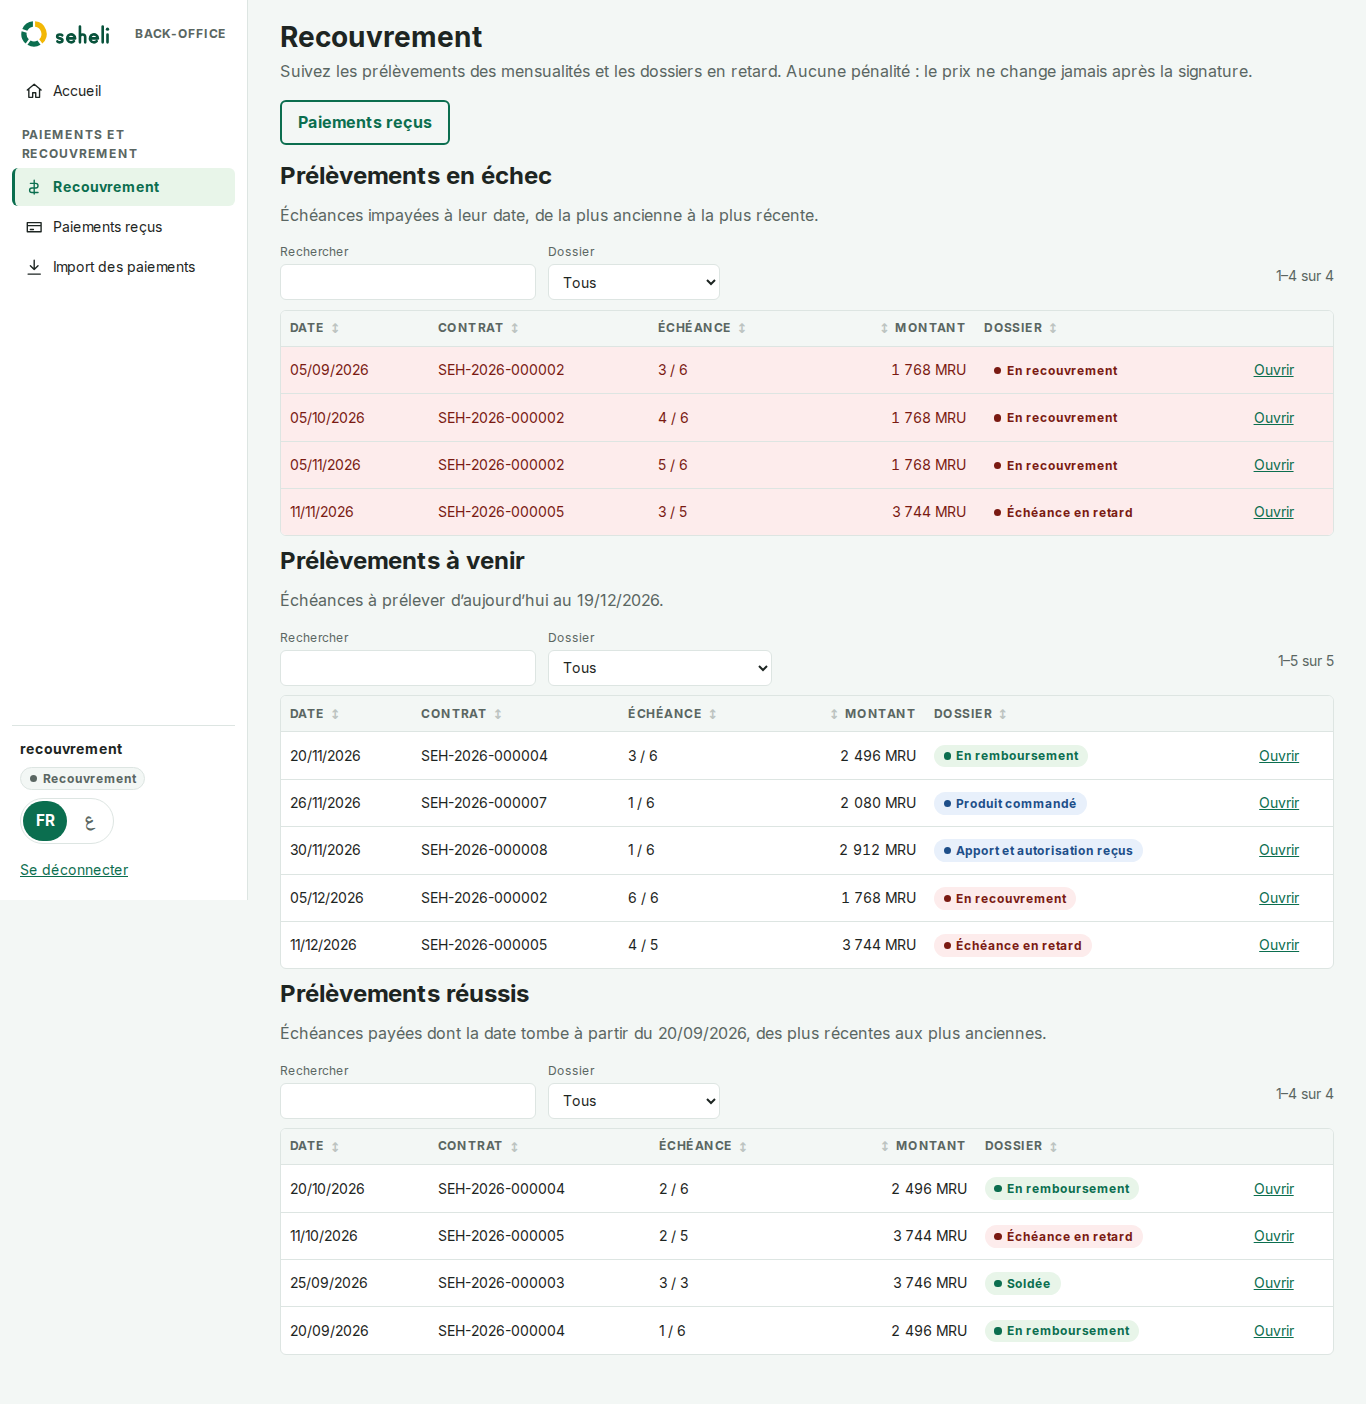 seheli BACK-OFFICE
Accueil
PAIEMENTS ET
RECOUVREMENT
Recouvrement
Paiements reçus
Import des paiements
recouvrement
Recouvrement
FR ع
Se déconnecter
Recouvrement
Suivez les prélèvements des mensualités et les dossiers en retard. Aucune pénalité : le prix ne change jamais après la signature.
Paiements reçus
Prélèvements en échec
Échéances impayées à leur date, de la plus ancienne à la plus récente.
Rechercher Dossier
Tous 1–4 sur 4
DATE ↕ CONTRAT ↕ ÉCHÉANCE ↕ ↕ MONTANT DOSSIER ↕
05/09/2026 SEH-2026-000002 3 / 6 1 768 MRU En recouvrement Ouvrir
05/10/2026 SEH-2026-000002 4 / 6 1 768 MRU En recouvrement Ouvrir
05/11/2026 SEH-2026-000002 5 / 6 1 768 MRU En recouvrement Ouvrir
11/11/2026 SEH-2026-000005 3 / 5 3 744 MRU Échéance en retard Ouvrir
Prélèvements à venir
Échéances à prélever d’aujourd’hui au 19/12/2026.
Rechercher Dossier
Tous 1–5 sur 5
DATE ↕ CONTRAT ↕ ÉCHÉANCE ↕ ↕ MONTANT DOSSIER ↕
20/11/2026 SEH-2026-000004 3 / 6 2 496 MRU En remboursement Ouvrir
26/11/2026 SEH-2026-000007 1 / 6 2 080 MRU Produit commandé Ouvrir
30/11/2026 SEH-2026-000008 1 / 6 2 912 MRU Apport et autorisation reçus Ouvrir
05/12/2026 SEH-2026-000002 6 / 6 1 768 MRU En recouvrement Ouvrir
11/12/2026 SEH-2026-000005 4 / 5 3 744 MRU Échéance en retard Ouvrir
Prélèvements réussis
Échéances payées dont la date tombe à partir du 20/09/2026, des plus récentes aux plus anciennes.
Rechercher Dossier
Tous 1–4 sur 4
DATE ↕ CONTRAT ↕ ÉCHÉANCE ↕ ↕ MONTANT DOSSIER ↕
20/10/2026 SEH-2026-000004 2 / 6 2 496 MRU En remboursement Ouvrir
11/10/2026 SEH-2026-000005 2 / 5 3 744 MRU Échéance en retard Ouvrir
25/09/2026 SEH-2026-000003 3 / 3 3 746 MRU Soldée Ouvrir
20/09/2026 SEH-2026-000004 1 / 6 2 496 MRU En remboursement Ouvrir